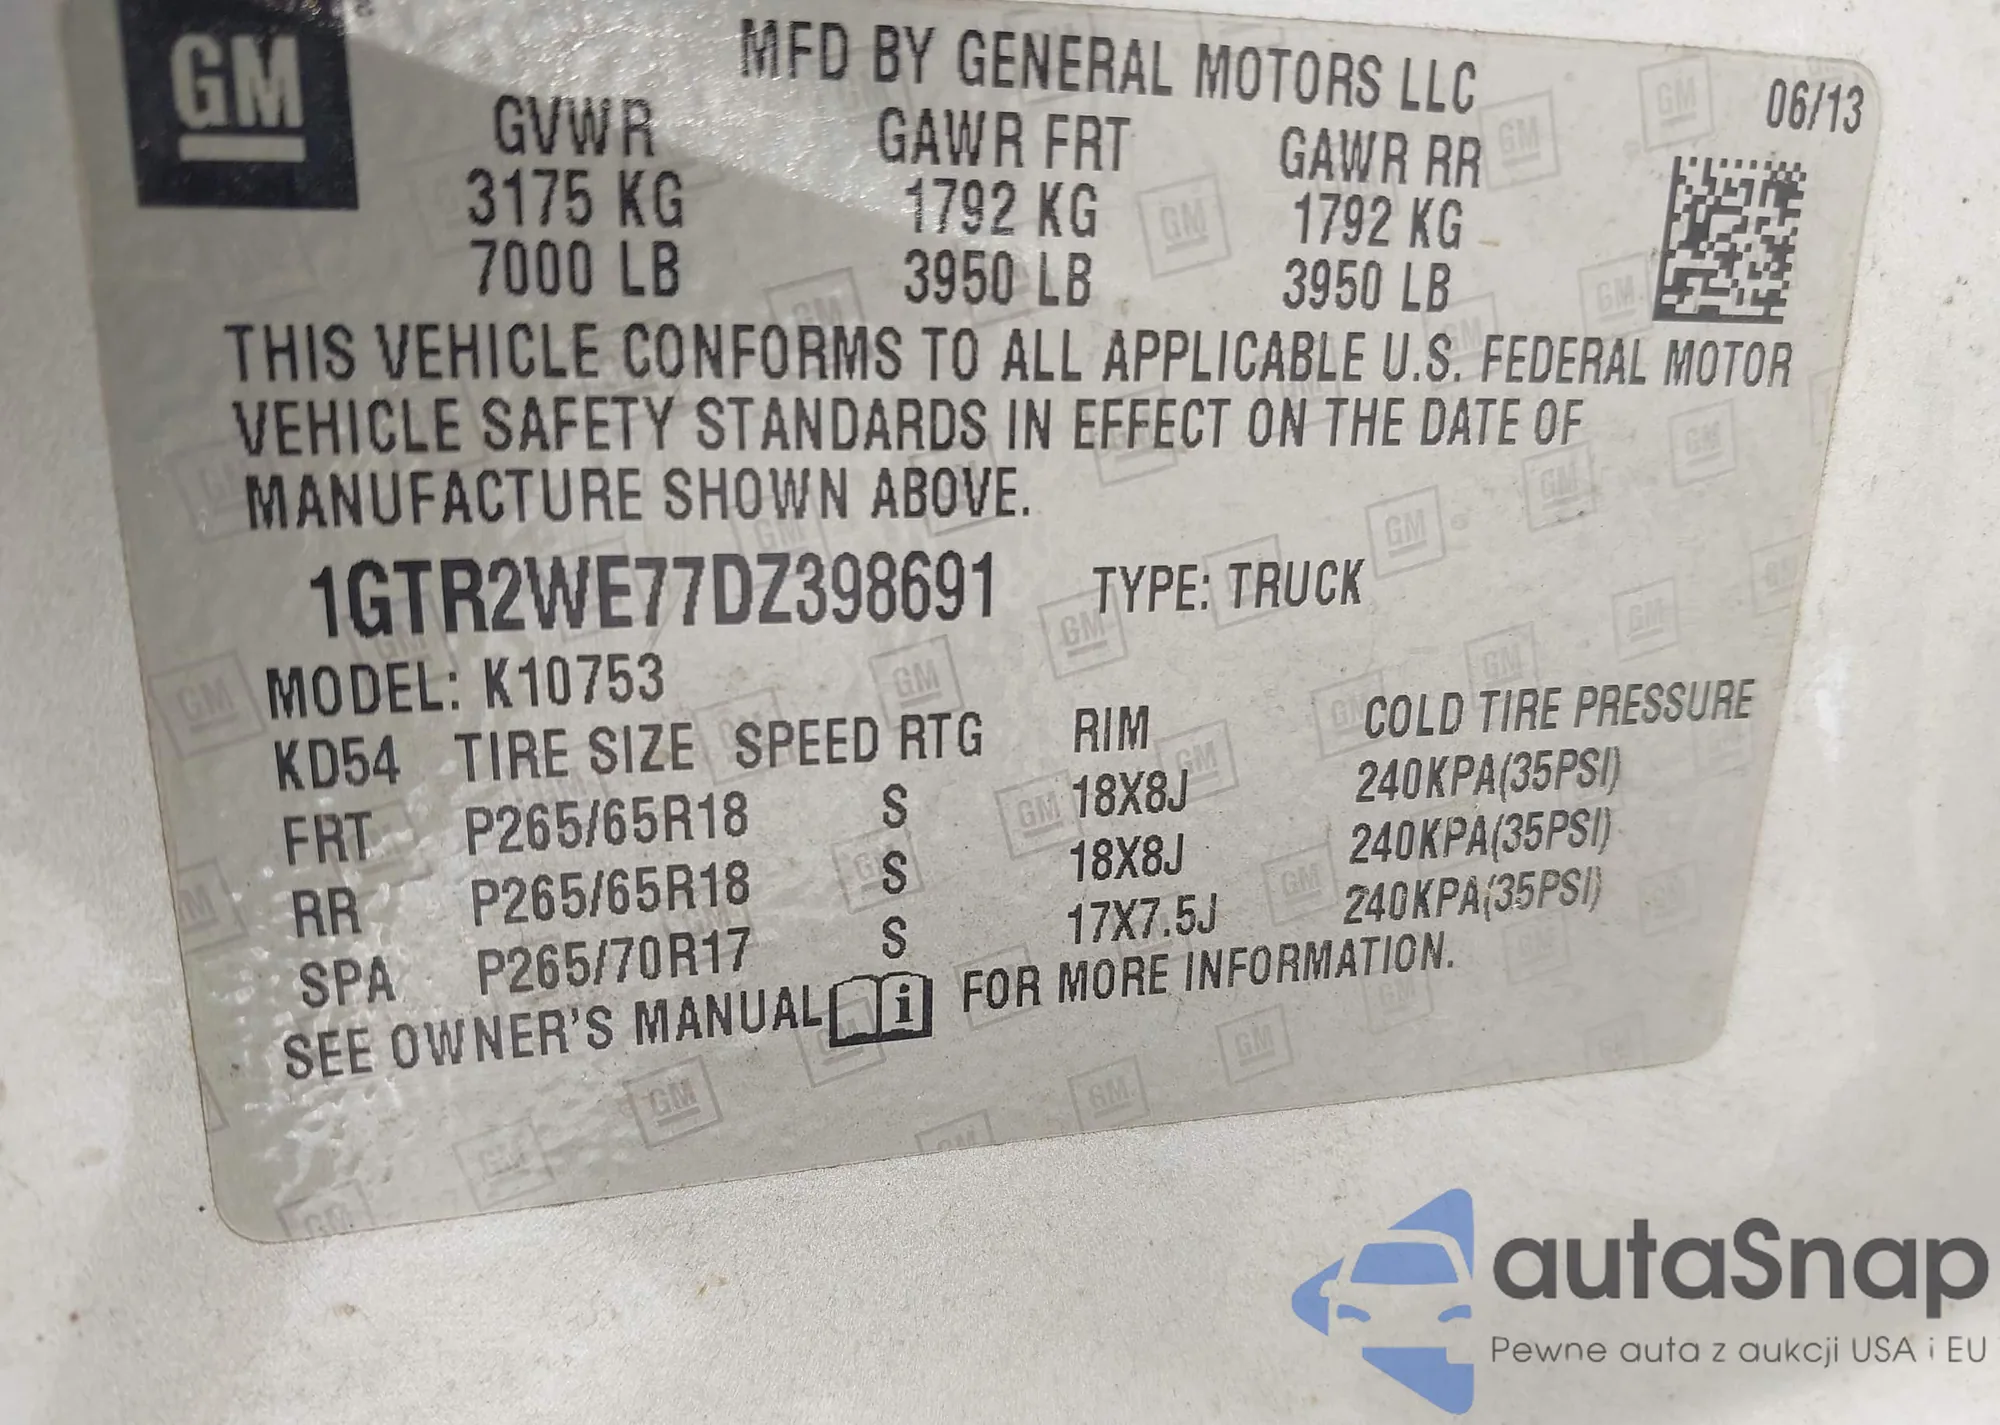 GM
MFD BY GENERAL MOTORS LLC
06/13
GVWR GAWR FRT GAWR RR
3175 KG 1792 KG 1792 KG
7000 LB 3950 LB 3950 LB
THIS VEHICLE CONFORMS TO ALL APPLICABLE U.S. FEDERAL MOTOR
VEHICLE SAFETY STANDARDS IN EFFECT ON THE DATE OF
MANUFACTURE SHOWN ABOVE.
1GTR2WE77DZ398691 TYPE: TRUCK
MODEL: K10753
KD54 TIRE SIZE SPEED RTG RIM COLD TIRE PRESSURE
FRT P265/65R18 S 18X8J 240KPA(35PSI)
RR P265/65R18 S 18X8J 240KPA(35PSI)
SPA P265/70R17 S 17X7.5J 240KPA(35PSI)
SEE OWNER'S MANUAL i FOR MORE INFORMATION.
autaSnap
Pewne auta z aukcji USA i EU